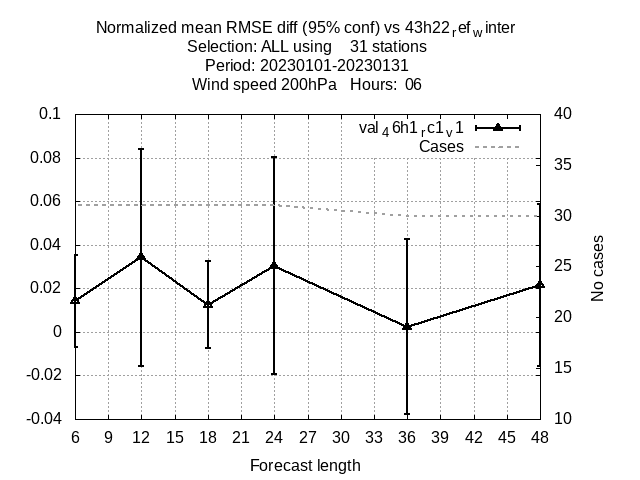 Normalized mean RMSE diff (95% conf) vs 43h22refwinter
Selection: ALL using 31 stations
Period: 20230101-20230131
Wind speed 200hPa Hours: 06
0.1
0.08
0.06
0.04
0.02
0
-0.02
-0.04
val46h1rc1v1
Cases
40
35
30
25
20
15
10
No cases
6 9 12 15 18 21 24 27 30 33 36 39 42 45 48
Forecast length